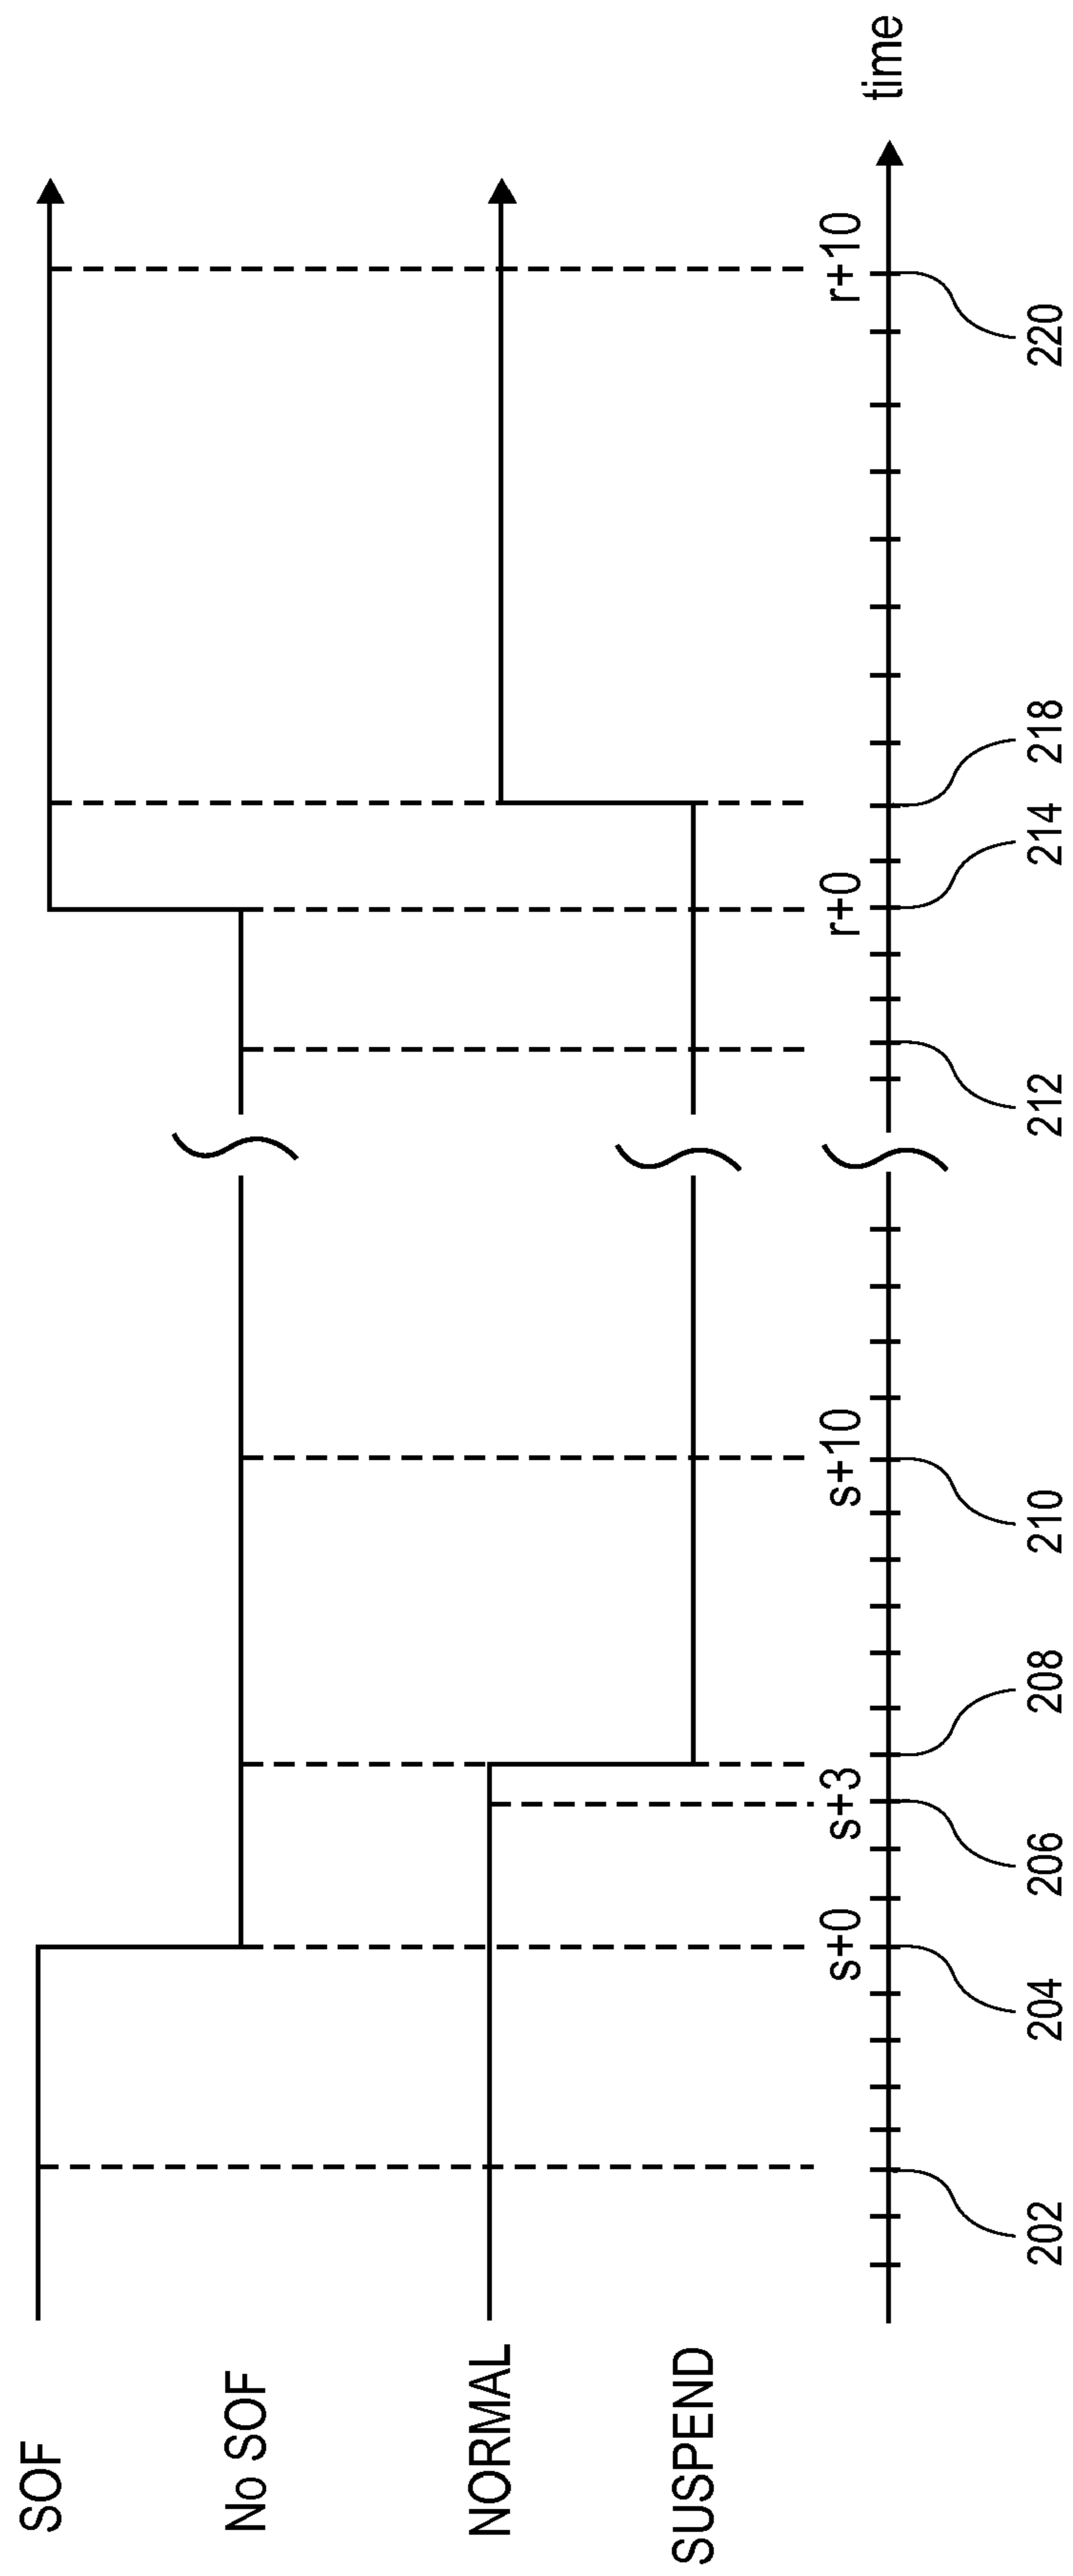 SOF
No SOF
NORMAL
SUSPEND
s+0 s+3 s+10 r+0 r+10
time
202 204 206 208 210 212 214 218 220